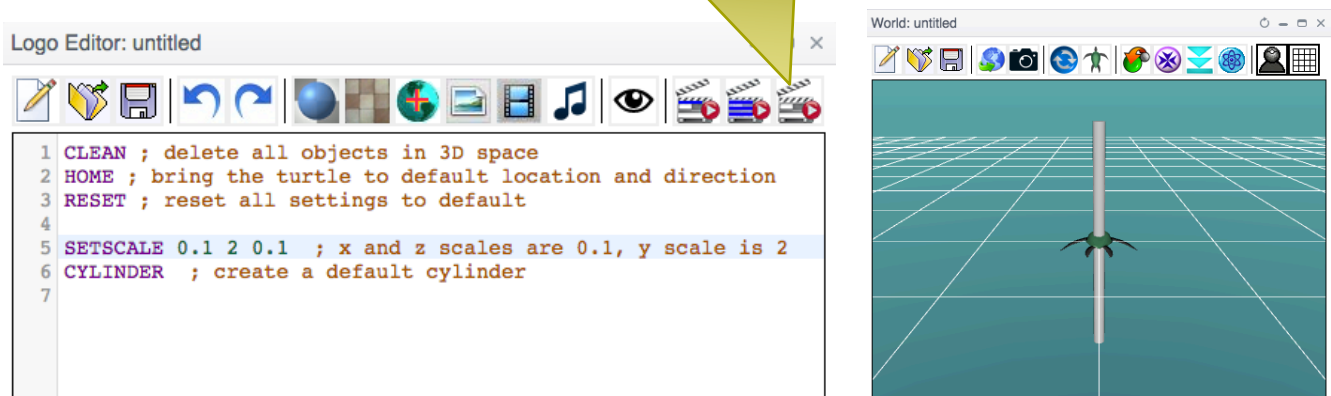 Logo Editor: untitled
1 CLEAN ; delete all objects in 3D space
2 HOME ; bring the turtle to default location and direction
3 RESET ; reset all settings to default
4
5 SETSCALE 0.1 2 0.1  ; x and z scales are 0.1, y scale is 2
6 CYLINDER  ; create a default cylinder
7
World: untitled